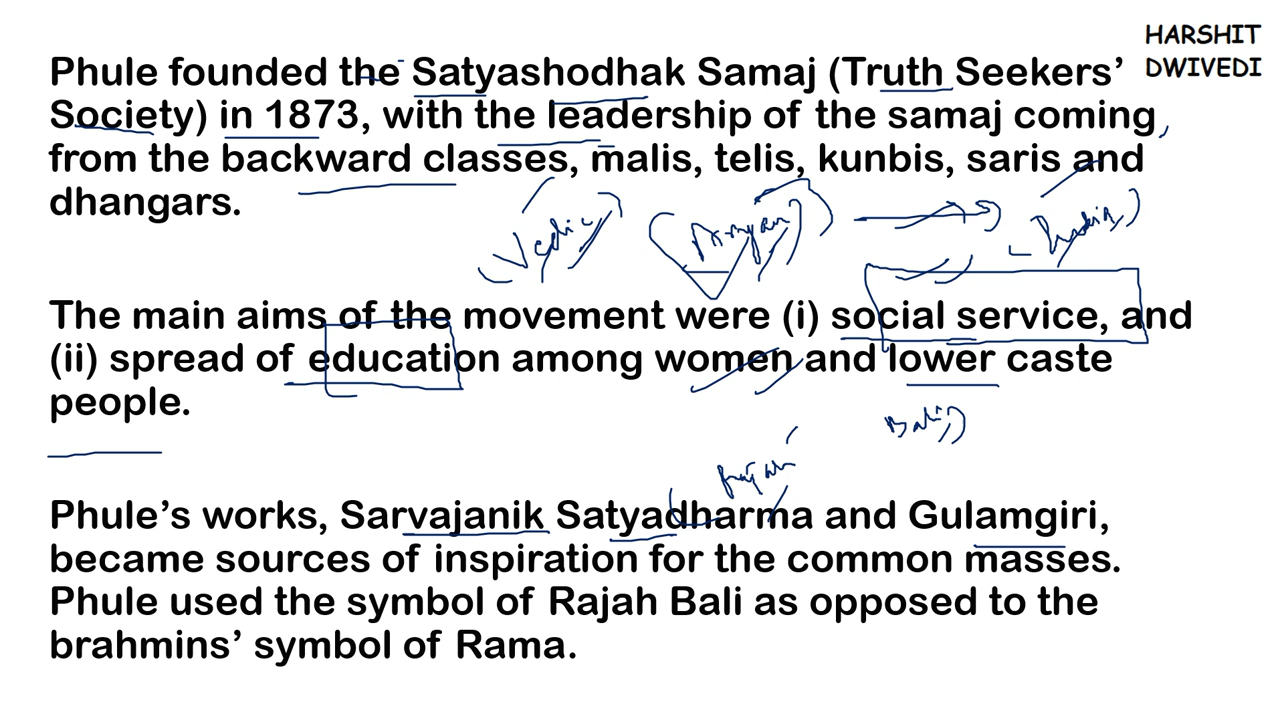 HARSHIT
DWIVEDI
Phule founded the Satyashodhak Samaj (Truth Seekers’
Society) in 1873, with the leadership of the samaj coming
from the backward classes, malis, telis, kunbis, saris and
dhangars.
Vedic Aryan
The main aims of the movement were (i) social service, and
(ii) spread of education among women and lower caste
people.
Bali
Rajah
Phule’s works, Sarvajanik Satyadharma and Gulamgiri,
became sources of inspiration for the common masses.
Phule used the symbol of Rajah Bali as opposed to the
brahmins’ symbol of Rama.